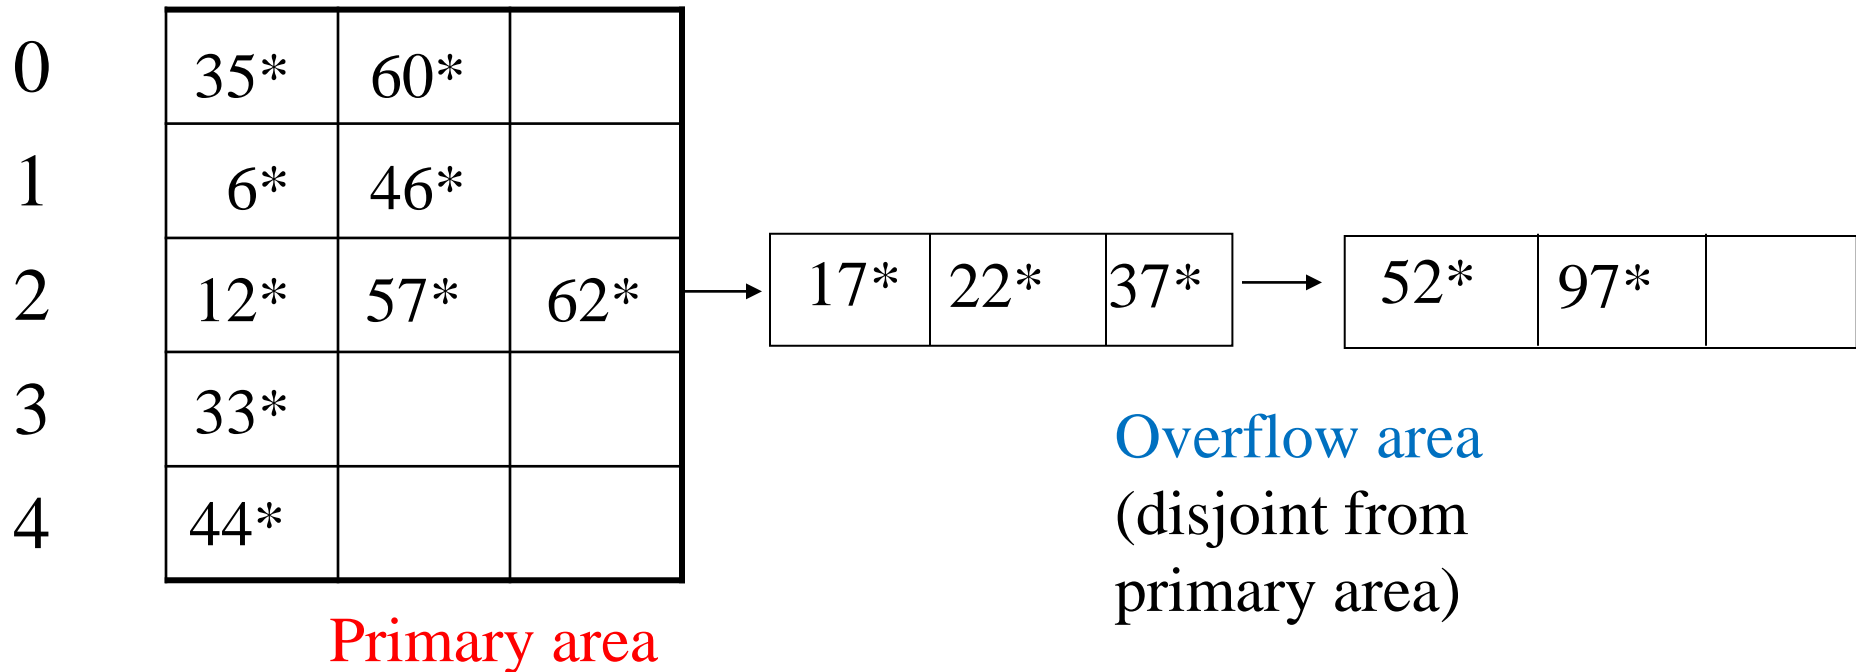 0 35* 60*
1 6* 46*
2 12* 57* 62* 17* 22* 37* 52* 97*
3 33*
4 44*
Primary area
Overflow area
(disjoint from
primary area)